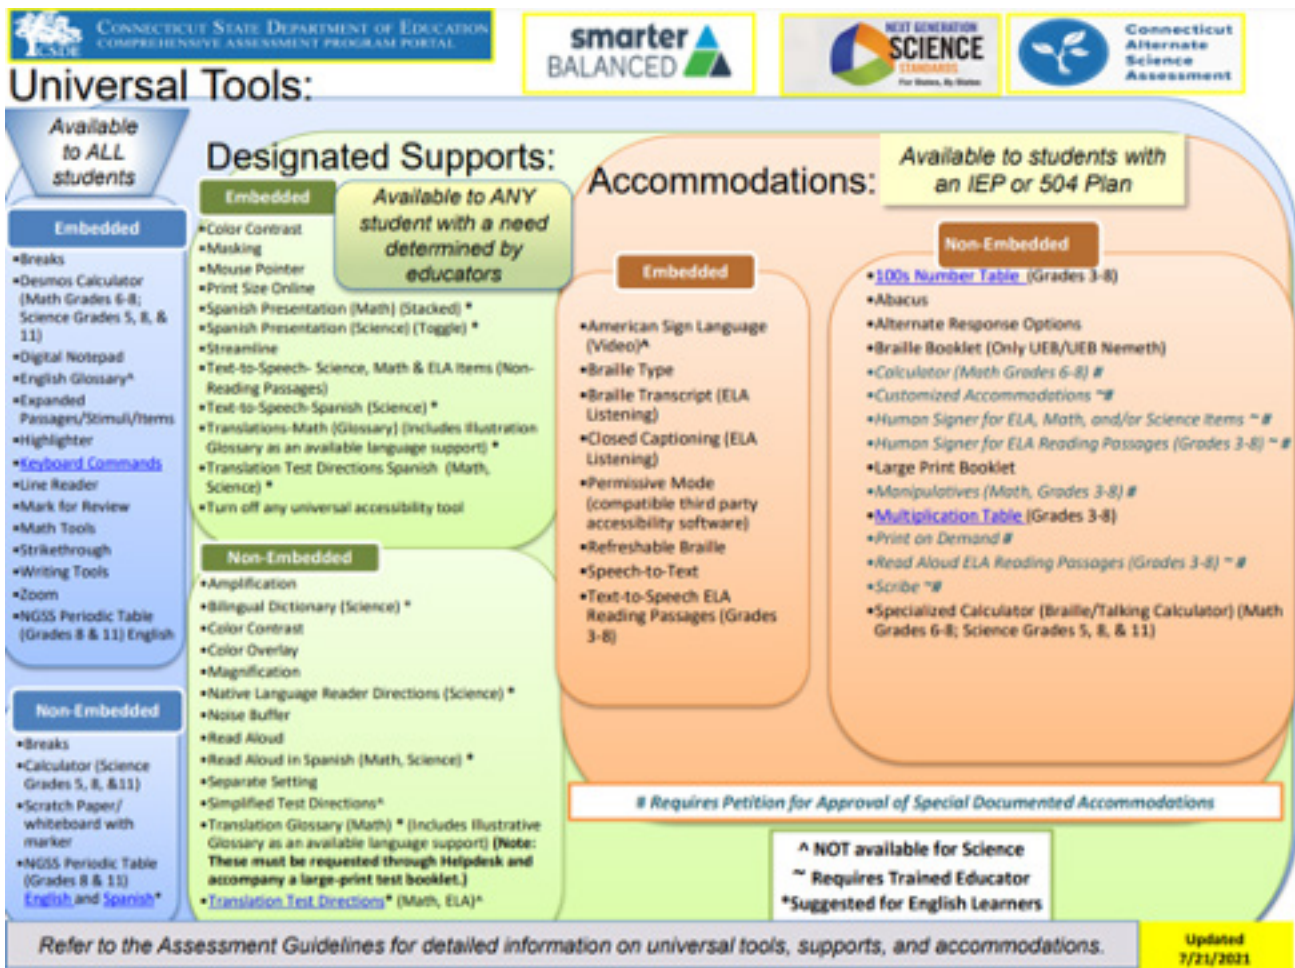 CONNECTICUT STATE DEPARTMENT OF EDUCATION
COMPREHENSIVE ASSESSMENT PROGRAM PORTAL
CSDE
smarter
BALANCED
NEXT GENERATION
SCIENCE
STANDARDS
For States, By States
Connecticut
Alternate
Science
Assessment
Universal Tools:
Available
to ALL
students
Embedded
•Breaks
•Desmos Calculator
(Math Grades 6-8;
Science Grades 5, 8, &
11)
•Digital Notepad
•English Glossary^
•Expanded
Passages/Stimuli/Items
•Highlighter
•Keyboard Commands
•Line Reader
•Mark for Review
•Math Tools
•Strikethrough
•Writing Tools
•Zoom
•NGSS Periodic Table
(Grades 8 & 11) English
Non-Embedded
•Breaks
•Calculator (Science
Grades 5, 8, &11)
•Scratch Paper/
whiteboard with
marker
•NGSS Periodic Table
(Grades 8 & 11)
English and Spanish*
Designated Supports:
Available to ANY
student with a need
determined by
educators
Embedded
•Color Contrast
•Masking
•Mouse Pointer
•Print Size Online
•Spanish Presentation (Math) (Stacked) *
•Spanish Presentation (Science) (Toggle) *
•Streamline
•Text-to-Speech- Science, Math & ELA Items (Non-
Reading Passages)
•Text-to-Speech-Spanish (Science) *
•Translations-Math (Glossary) (Includes Illustration
Glossary as an available language support) *
•Translation Test Directions Spanish (Math,
Science) *
•Turn off any universal accessibility tool
Non-Embedded
•Amplification
•Bilingual Dictionary (Science) *
•Color Contrast
•Color Overlay
•Magnification
•Native Language Reader Directions (Science) *
•Noise Buffer
•Read Aloud
•Read Aloud in Spanish (Math, Science) *
•Separate Setting
•Simplified Test Directions^
•Translation Glossary (Math) * (Includes Illustrative
Glossary as an available language support) (Note:
These must be requested through Helpdesk and
accompany a large-print test booklet.)
•Translation Test Directions* (Math, ELA)^
Accommodations:
Available to students with
an IEP or 504 Plan
Embedded
•American Sign Language
(Video)^
•Braille Type
•Braille Transcript (ELA
Listening)
•Closed Captioning (ELA
Listening)
•Permissive Mode
(compatible third party
accessibility software)
•Refreshable Braille
•Speech-to-Text
•Text-to-Speech ELA
Reading Passages (Grades
3-8)
Non-Embedded
•100s Number Table (Grades 3-8)
•Abacus
•Alternate Response Options
•Braille Booklet (Only UEB/UEB Nemeth)
•Calculator (Math Grades 6-8) #
•Customized Accommodations ~#
•Human Signer for ELA, Math, and/or Science Items ~ #
•Human Signer for ELA Reading Passages (Grades 3-8) ~ #
•Large Print Booklet
•Manipulatives (Math, Grades 3-8) #
•Multiplication Table (Grades 3-8)
•Print on Demand #
•Read Aloud ELA Reading Passages (Grades 3-8) ~ #
•Scribe ~#
•Specialized Calculator (Braille/Talking Calculator) (Math
Grades 6-8; Science Grades 5, 8, & 11)
# Requires Petition for Approval of Special Documented Accommodations
^ NOT available for Science
~ Requires Trained Educator
*Suggested for English Learners
Refer to the Assessment Guidelines for detailed information on universal tools, supports, and accommodations.
Updated
7/21/2021